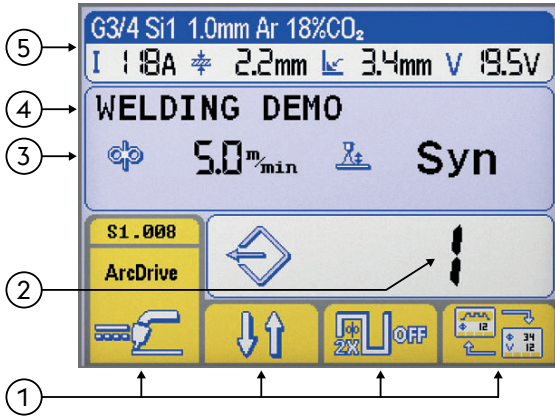 G3/4 Si1 1.0mm Ar 18%CO₂
I 118A 2.2mm 3.4mm V 19.5V
WELDING DEMO
5.0 m/min Syn
S1.008
ArcDrive
1
2X OFF
12
34
V 12
5
4
3
2
1